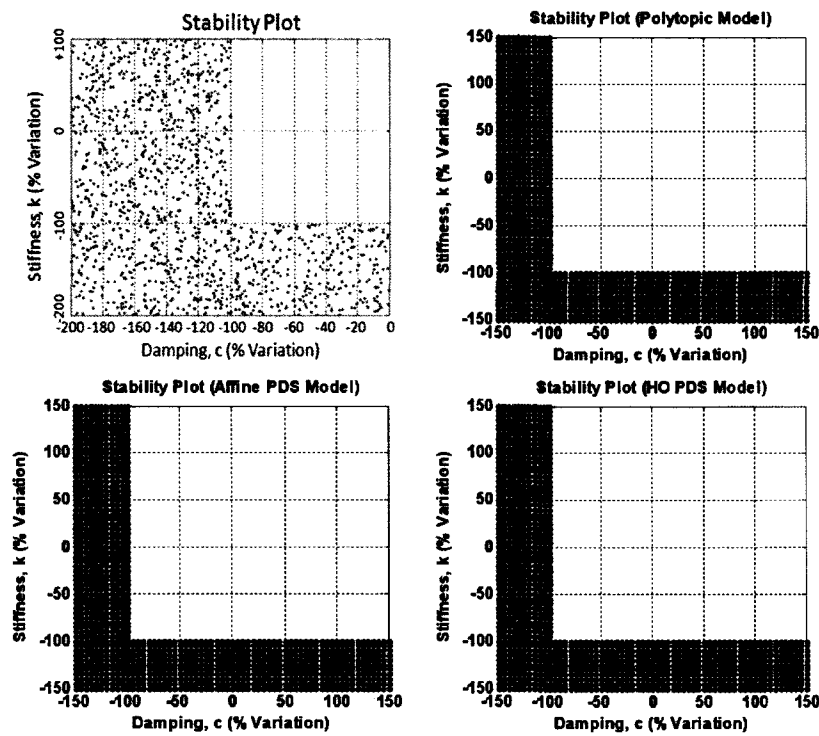 Stability Plot
Stiffness, k (% Variation)
+100
0
-100
-200
-200 -180 -160 -140 -120 -100 -80 -60 -40 -20 0
Damping, c (% Variation)
Stability Plot (Polytopic Model)
Stiffness, k (% Variation)
150
100
50
0
-50
-100
-150
-150 -100 -50 0 50 100 150
Damping, c (% Variation)
Stability Plot (Affine PDS Model)
Stiffness, k (% Variation)
150
100
50
0
-50
-100
-150
-150 -100 -50 0 50 100 150
Damping, c (% Variation)
Stability Plot (HO PDS Model)
Stiffness, k (% Variation)
150
100
50
0
-50
-100
-150
-150 -100 -50 0 50 100 150
Damping, c (% Variation)